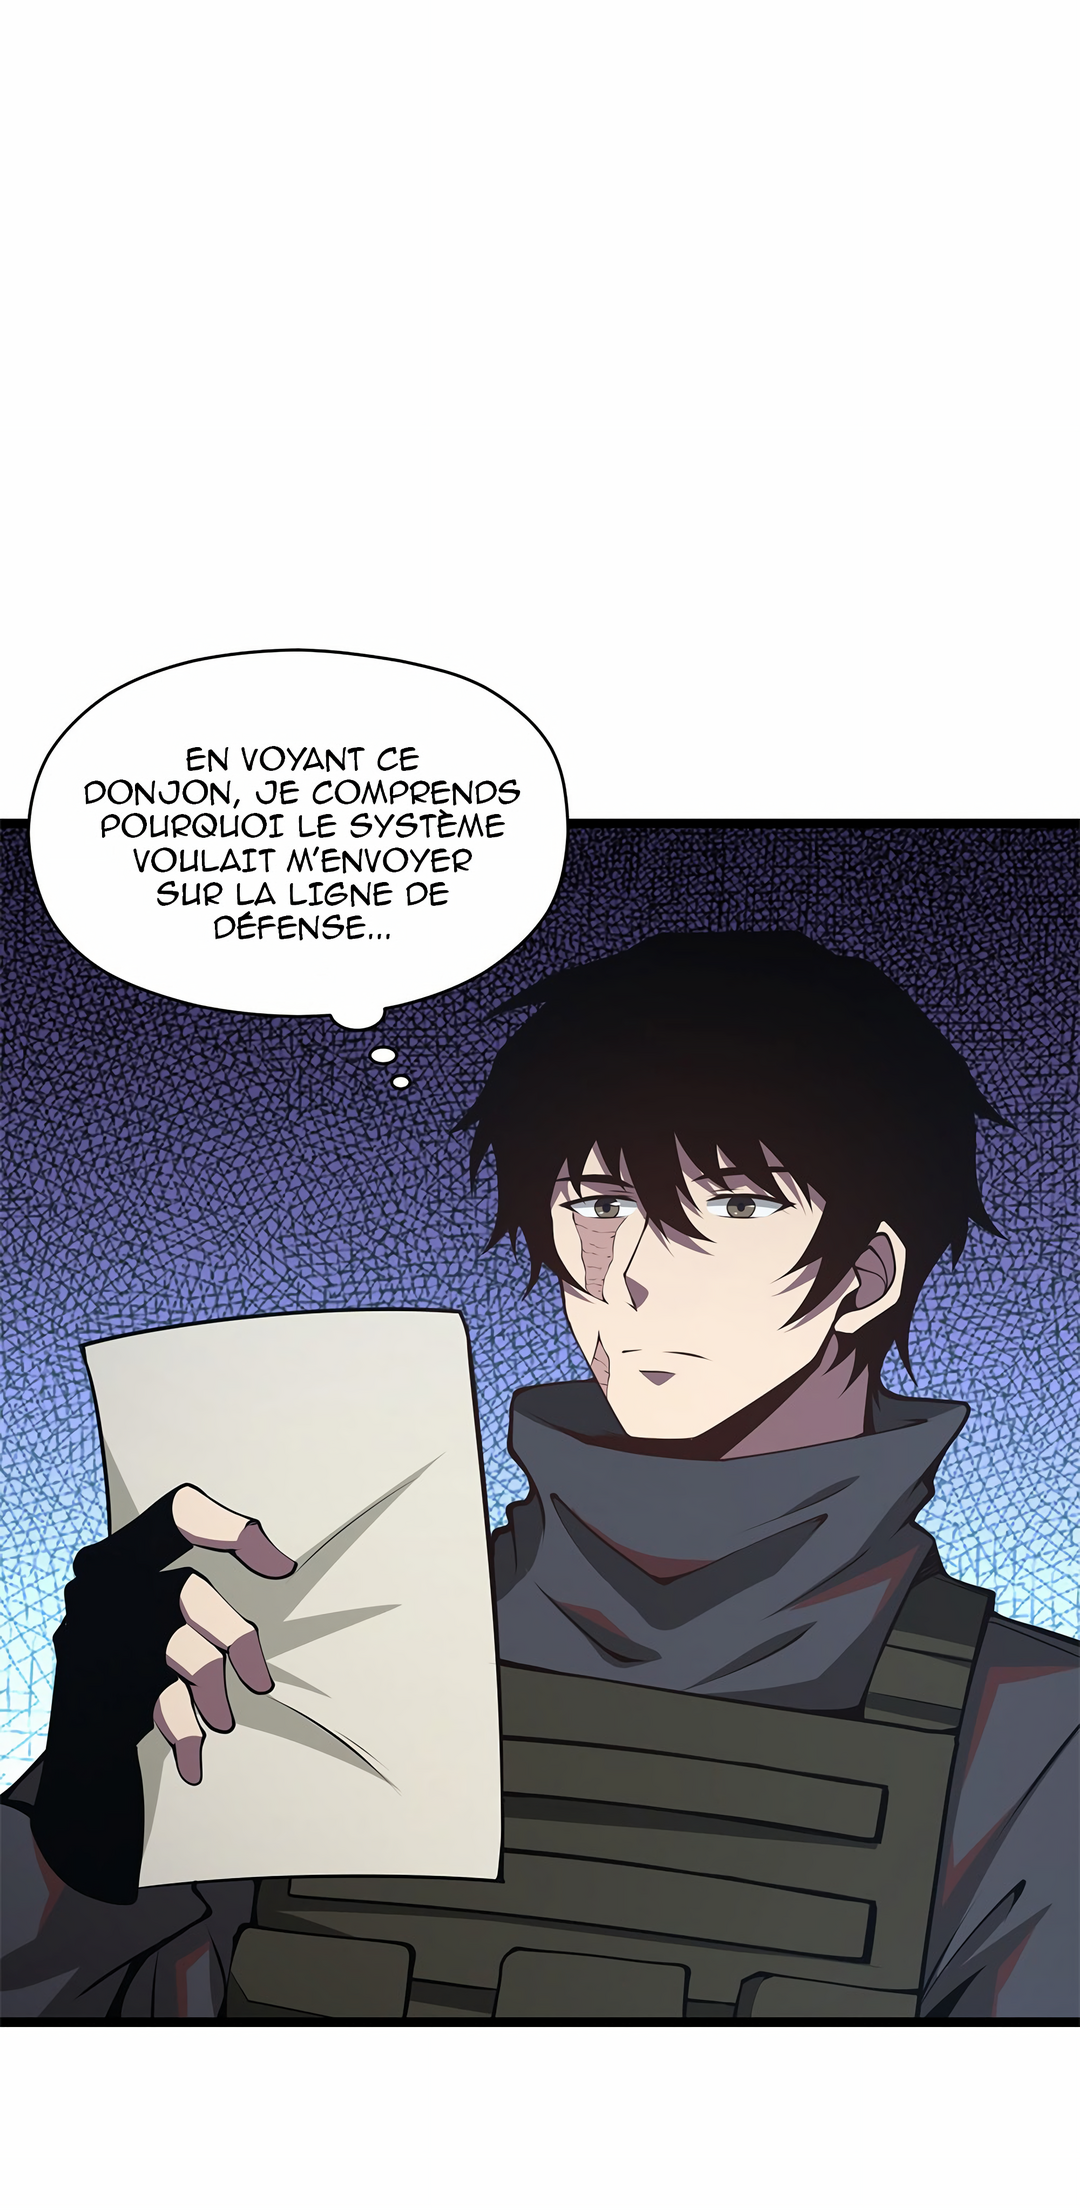 EN VOYANT CE
DONJON, JE COMPRENDS
POURQUOI LE SYSTÈME
VOULAIT M'ENVOYER
SUR LA LIGNE DE
DÉFENSE...